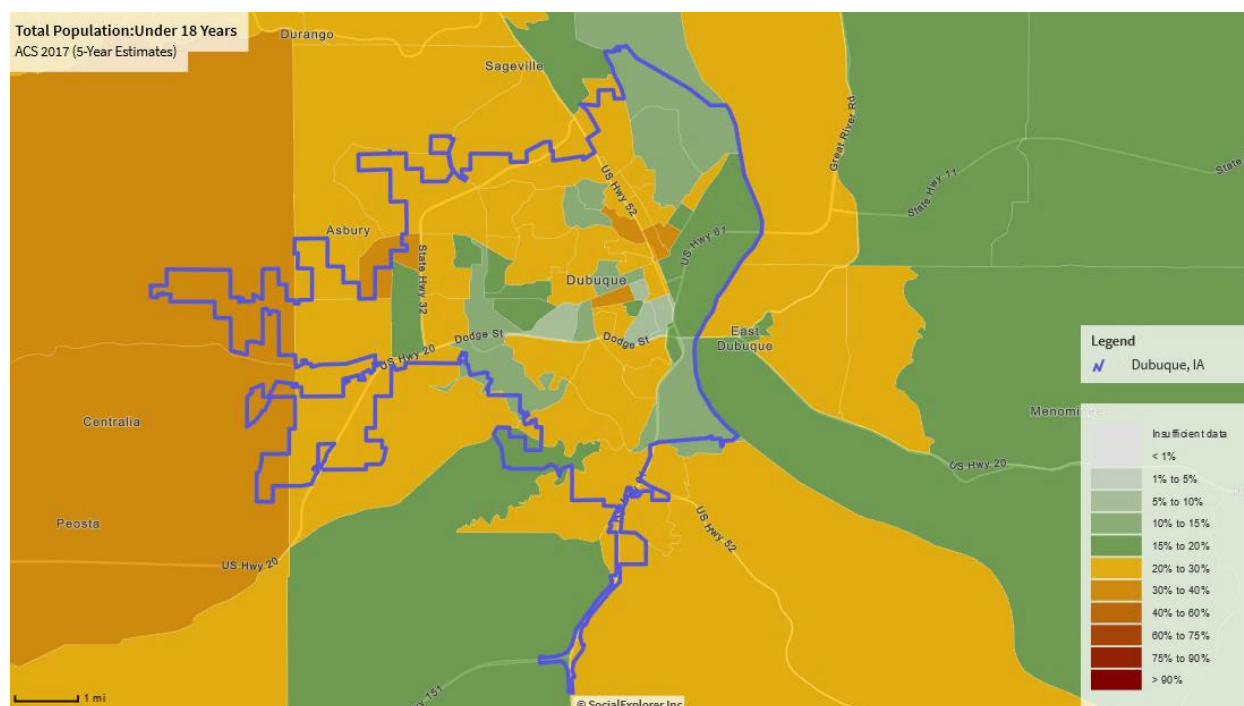 Total Population:Under 18 Years
ACS 2017 (5-Year Estimates)
Durango
Sageville
Great River Rd
State Hwy 11
State
US Hwy 52
US Hwy 61
Asbury
State Hwy 32
Dubuque
Dodge St
Dodge St
East
Dubuque
US Hwy 20
Legend
Dubuque, IA
Centralia
Menominee
Insufficient data
< 1%
1% to 5%
5% to 10%
10% to 15%
15% to 20%
20% to 30%
30% to 40%
40% to 60%
60% to 75%
75% to 90%
> 90%
US Hwy 20
Peosta
US Hwy 20
US Hwy 52
151
1 mi
© SocialExplorer Inc